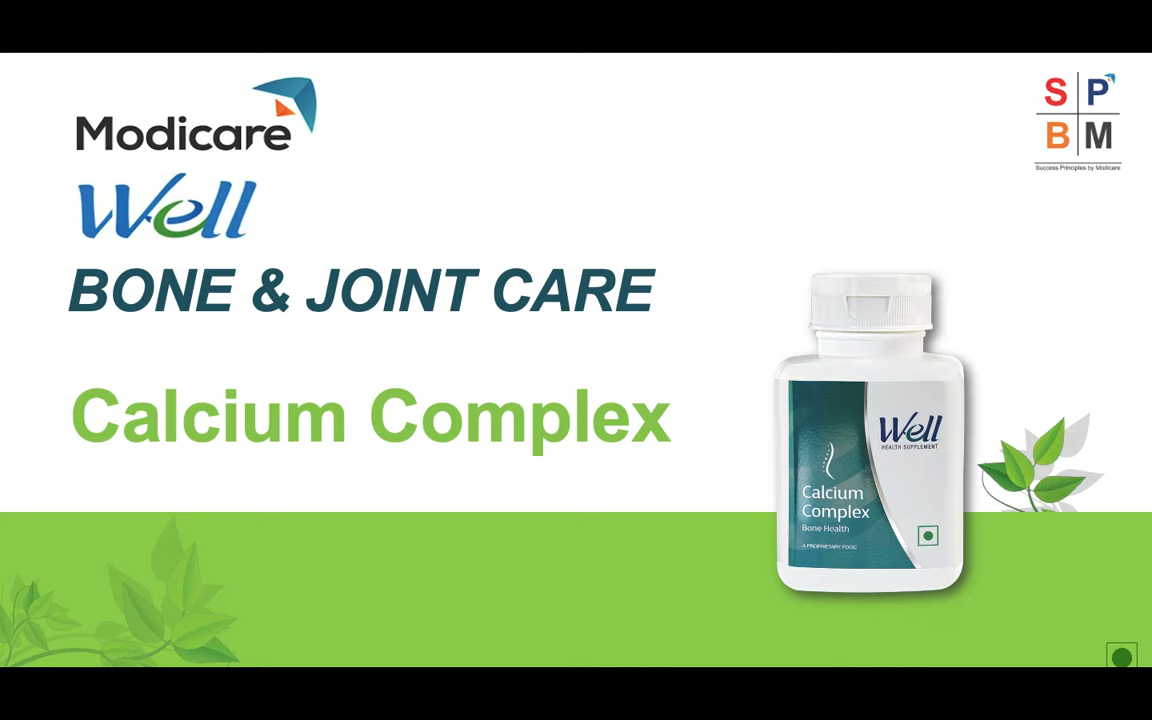 Modicare
Well
BONE & JOINT CARE
Calcium Complex
S P
B M
Success Principles by Modicare
Well
HEALTH SUPPLEMENT
Calcium
Complex
Bone Health
A PROPRIETARY FOOD